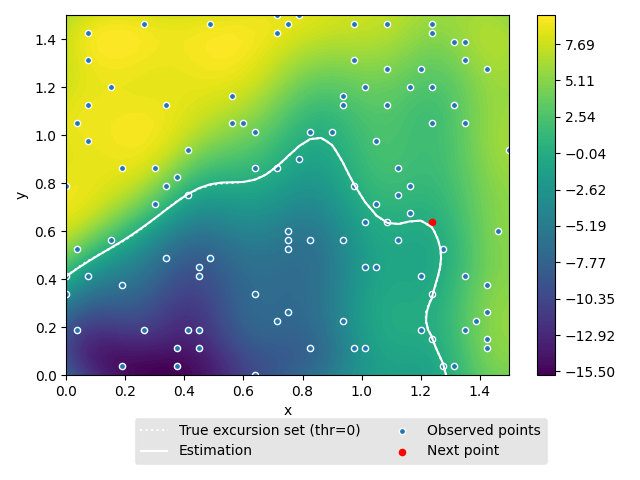 1.4
1.2
1.0
0.8
0.6
0.4
0.2
0.0
y
0.0 0.2 0.4 0.6 0.8 1.0 1.2 1.4
x
7.69
5.11
2.54
−0.04
−2.62
−5.19
−7.77
−10.35
−12.92
−15.50
True excursion set (thr=0)
Estimation
Observed points
Next point